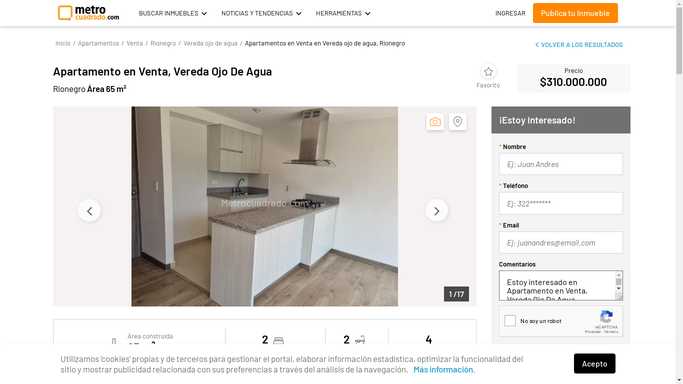 metro
cuadrado.com
BUSCAR INMUEBLES
NOTICIAS Y TENDENCIAS
HERRAMIENTAS
INGRESAR
Publica tu Inmueble
Inicio / Apartamentos / Venta / Rionegro / Vereda ojo de agua / Apartamentos en Venta en Vereda ojo de agua, Rionegro
VOLVER A LOS RESULTADOS
Apartamento en Venta, Vereda Ojo De Agua
Rionegro Área 65 m²
Favorito
Precio
$310.000.000
Metrocuadrado.com
1 / 17
¡Estoy Interesado!
* Nombre
Ej: Juan Andres
* Teléfono
Ej: 322*******
* Email
Ej: juanandres@email.com
Comentarios
Estoy interesado en
Apartamento en Venta,
Vereda Ojo De Agua
No soy un robot
reCAPTCHA
Privacidad - Términos
Área construida
2
2
4
Utilizamos 'cookies' propias y de terceros para gestionar el portal, elaborar información estadística, optimizar la funcionalidad del
sitio y mostrar publicidad relacionada con sus preferencias a través del análisis de la navegación. Más información.
Acepto